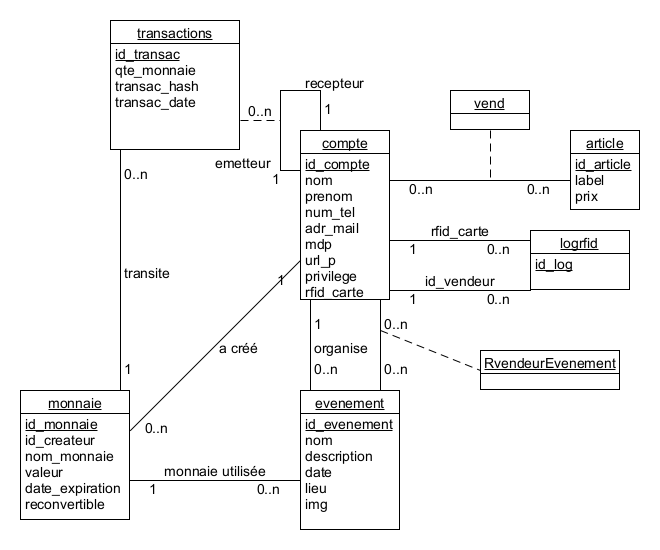 transactions
id_transac
qte_monnaie
transac_hash
transac_date
0..n
recepteur
1
emetteur
1
vend
compte
id_compte
nom
prenom
num_tel
adr_mail
mdp
url_p
privilege
rfid_carte
0..n
0..n
article
id_article
label
prix
rfid_carte
1
0..n
logrfid
id_log
id_vendeur
1
0..n
0..n
transite
1
1
a créé
0..n
1
organise
0..n
0..n
0..n
RvendeurEvenement
monnaie
id_monnaie
id_createur
nom_monnaie
valeur
date_expiration
reconvertible
monnaie utilisée
1
0..n
evenement
id_evenement
nom
description
date
lieu
img